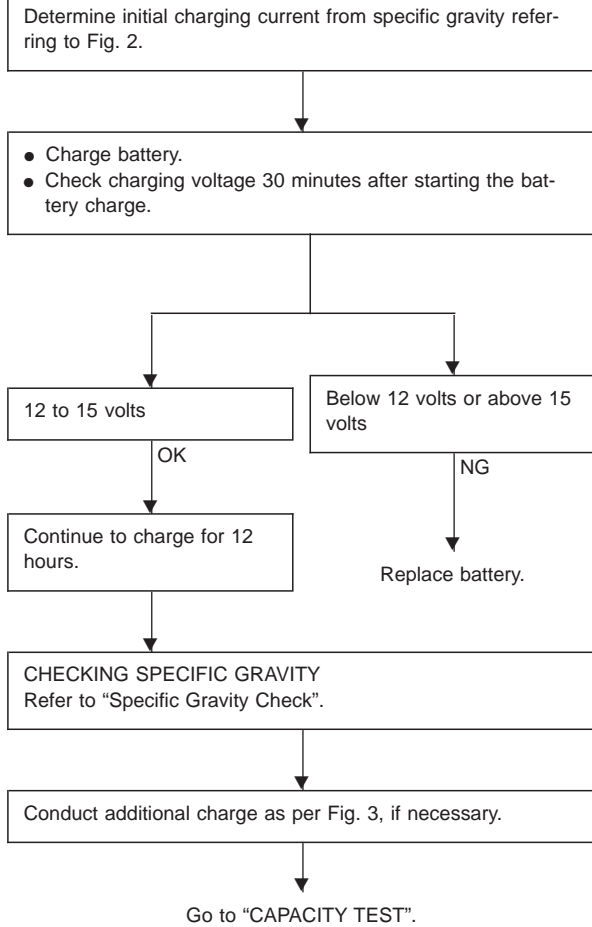 Determine initial charging current from specific gravity refer-
ring to Fig. 2.
● Charge battery.
● Check charging voltage 30 minutes after starting the bat-
tery charge.
12 to 15 volts
Below 12 volts or above 15
volts
OK
NG
Continue to charge for 12
hours.
Replace battery.
CHECKING SPECIFIC GRAVITY
Refer to “Specific Gravity Check”.
Conduct additional charge as per Fig. 3, if necessary.
Go to “CAPACITY TEST”.